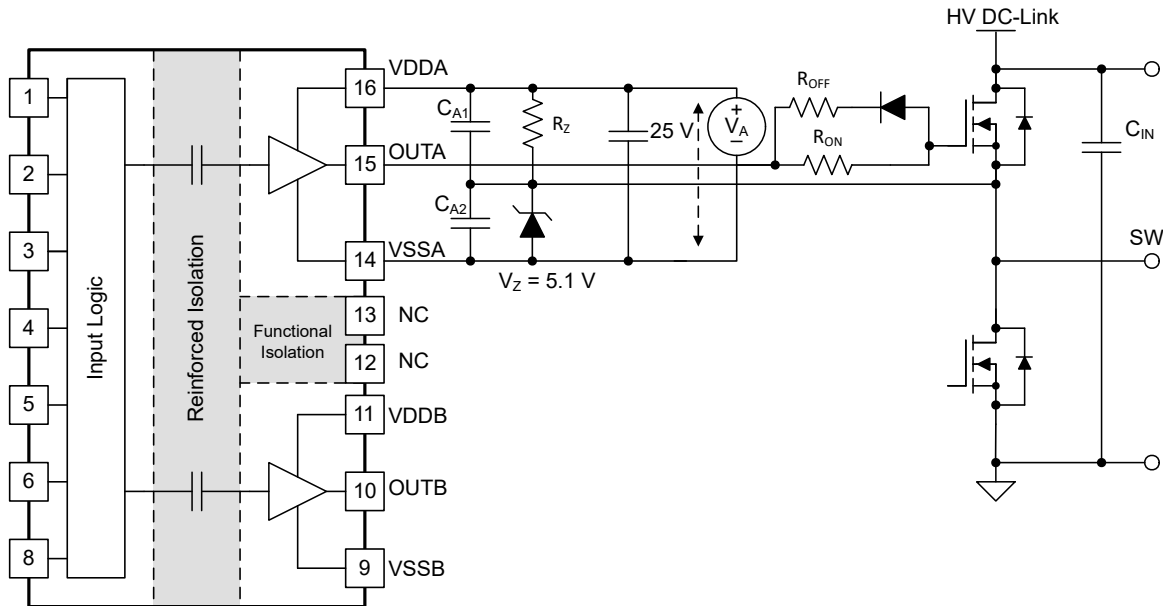 HV DC-Link
1
2
3
4
5
6
8
Input Logic
Reinforced Isolation
Functional
Isolation
16
VDDA
15
OUTA
14
VSSA
13
NC
12
NC
11
VDDB
10
OUTB
9
VSSB
CA1
CA2
RZ
VZ = 5.1 V
25 V
+
VA
–
ROFF
RON
CIN
SW